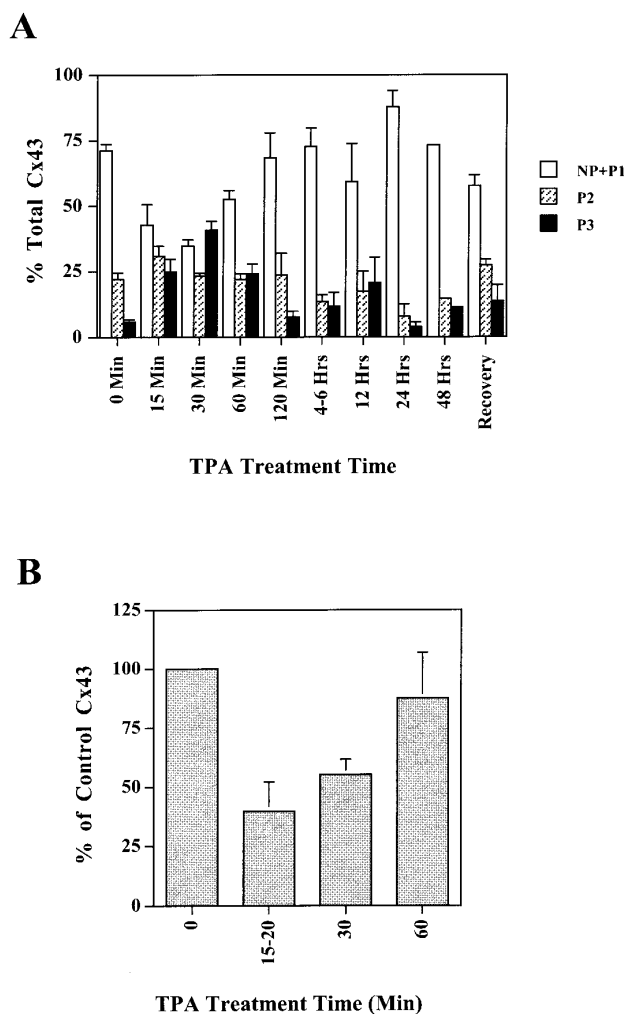 A
% Total Cx43
100
75
50
25
0
NP+P1
P2
P3
0 Min
15 Min
30 Min
60 Min
120 Min
4-6 Hrs
12 Hrs
24 Hrs
48 Hrs
Recovery
TPA Treatment Time
B
% of Control Cx43
125
100
75
50
25
0
0
15-20
30
60
TPA Treatment Time (Min)